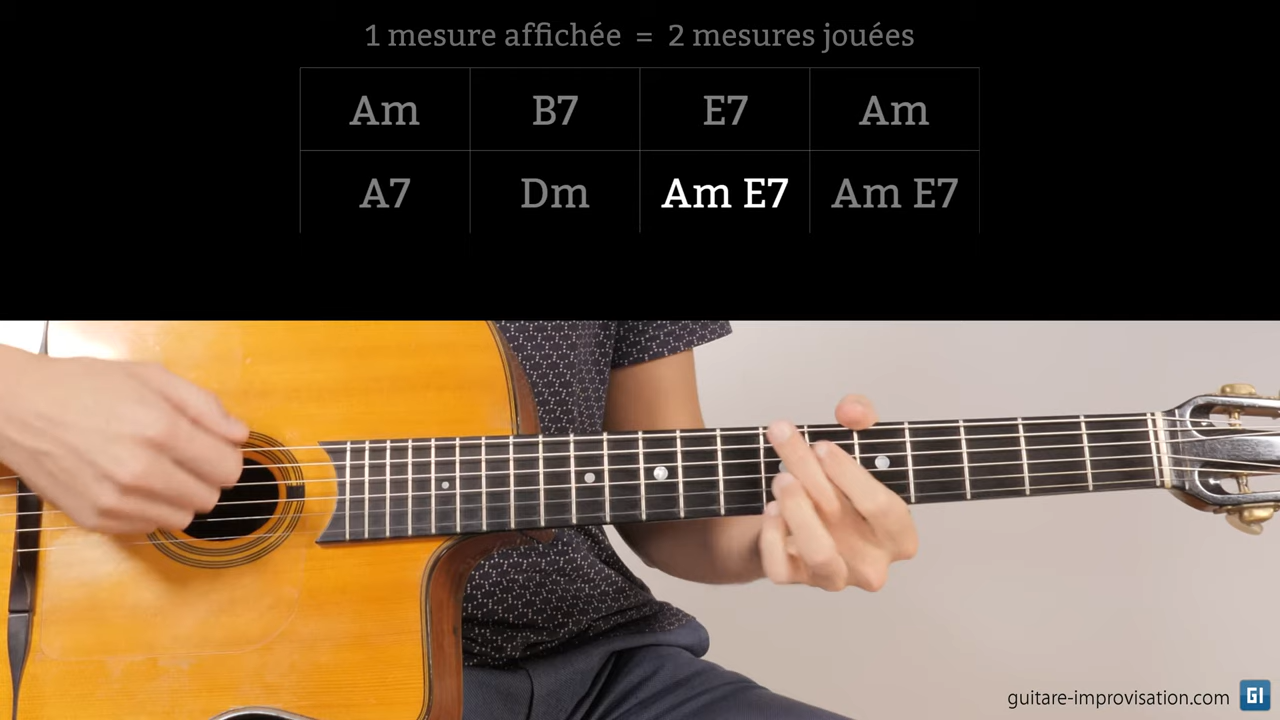 1 mesure affichée = 2 mesures jouées
Am B7 E7 Am
A7 Dm Am E7 Am E7
guitare-improvisation.com GI